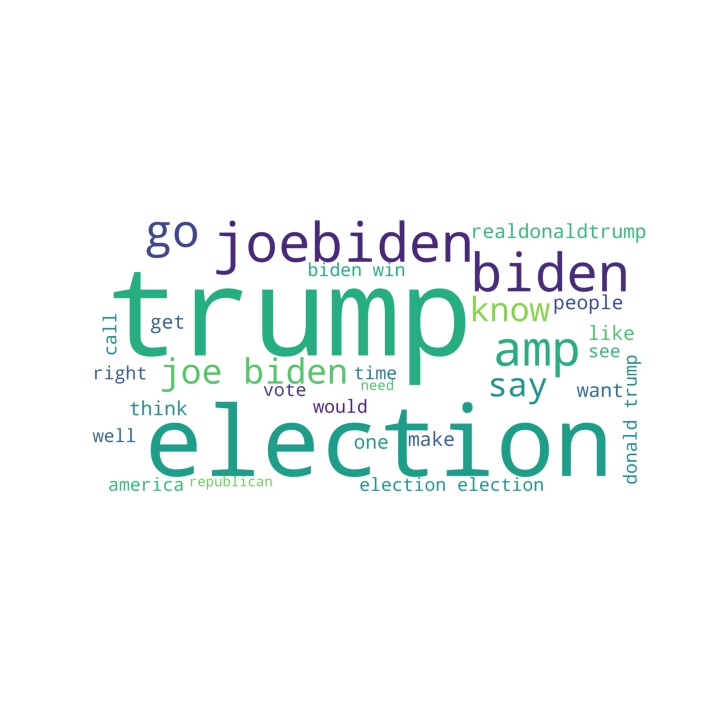 go
joebiden
realdonaldtrump
biden win
biden
trump
know
people
call
get
amp
like
see
right
joe biden
time
need
say
want
donald trump
vote
think
would
election
well
one
make
america
republican
election election